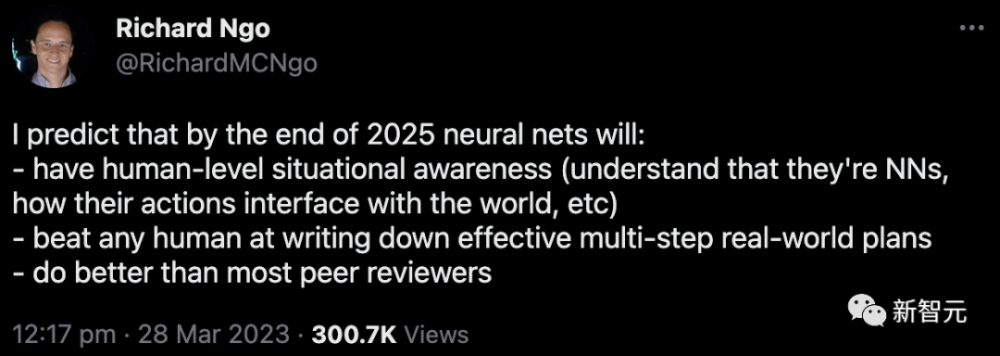 Richard Ngo
@RichardMCNgo
I predict that by the end of 2025 neural nets will:
- have human-level situational awareness (understand that they're NNs,
how their actions interface with the world, etc)
- beat any human at writing down effective multi-step real-world plans
- do better than most peer reviewers
新智元
12:17 pm · 28 Mar 2023 · 300.7K Views